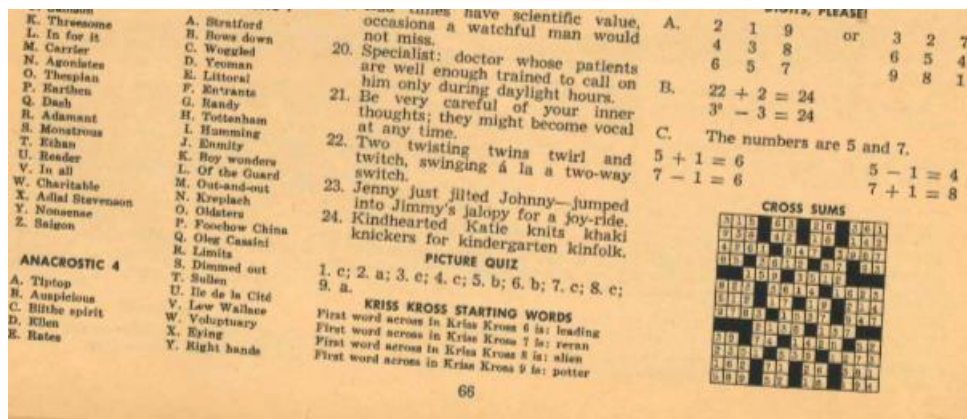 K. Threesome
L. In for it
M. Carrier
N. Agonistes
O. Thespian
P. Earthen
Q. Dash
R. Adamant
S. Monstrous
T. Ethan
U. Reader
V. In all
W. Charitable
X. Adlai Stevenson
Y. Nonsense
Z. Saigon
ANACROSTIC 4
A. Tiptop
B. Auspicious
C. Blithe spirit
D. Ellen
E. Rates
A. Stratford
B. Bows down
C. Woggled
D. Yeoman
E. Littoral
F. Entrants
G. Randy
H. Tottenham
I. Humming
J. Enmity
K. Boy wonders
L. Of the Guard
M. Out-and-out
N. Kreplach
O. Oldsters
P. Foochow China
Q. Oleg Cassini
R. Limits
S. Dimmed out
T. Sullen
U. Ile de la Cité
V. Lew Wallace
W. Voluptuary
X. Eying
Y. Right hands
times have scientific value,
occasions a watchful man would
not miss.
20. Specialist: doctor whose patients
are well enough trained to call on
him only during daylight hours.
21. Be very careful of your inner
thoughts; they might become vocal
at any time.
22. Two twisting twins twirl and
twitch, swinging á la a two-way
switch.
23. Jenny just jilted Johnny—jumped
into Jimmy's jalopy for a joy-ride.
24. Kindhearted Katie knits khaki
knickers for kindergarten kinfolk.
PICTURE QUIZ
1. c; 2. a; 3. c; 4. c; 5. b; 6. b; 7. c; 8. c;
9. a.
KRISS KROSS STARTING WORDS
First word across in Kriss Kross 6 is: leading
First word across in Kriss Kross 7 is: reran
First word across in Kriss Kross 8 is: alien
First word across in Kriss Kross 9 is: potter
66
DIGITS, PLEASE!
A. 2 1 9 or 3 2 7
4 3 8 6 5 4
6 5 7 9 8 1
B. 22 + 2 = 24
3³ − 3 = 24
C. The numbers are 5 and 7.
5 + 1 = 6 5 − 1 = 4
7 − 1 = 6 7 + 1 = 8
CROSS SUMS